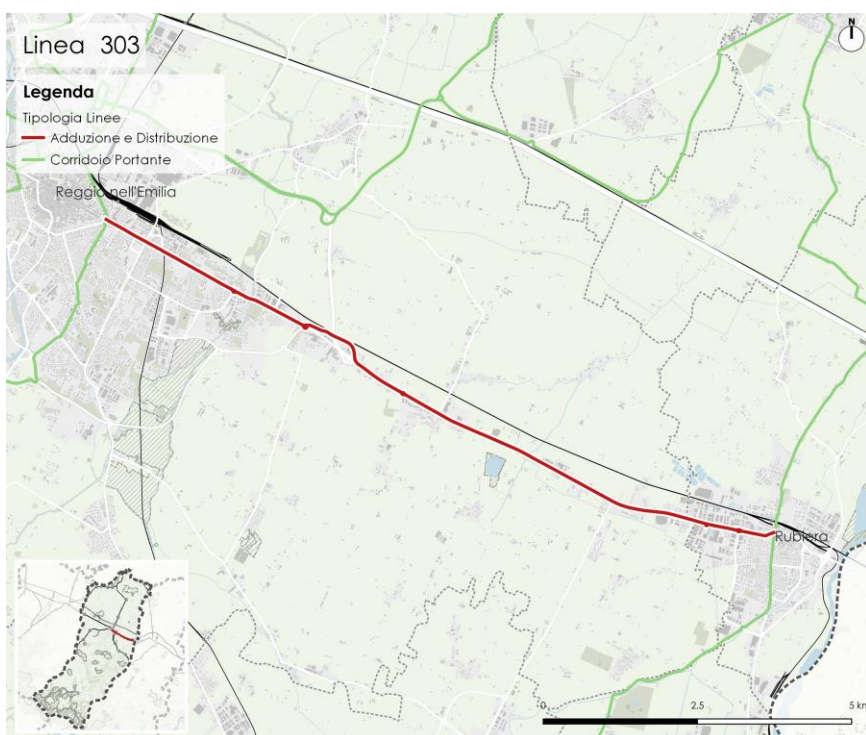 Linea 303
N
Legenda
Tipologia Linee
Adduzione e Distribuzione
Corridoio Portante
Reggio nell'Emilia
Rubiera
0 2.5 5 km